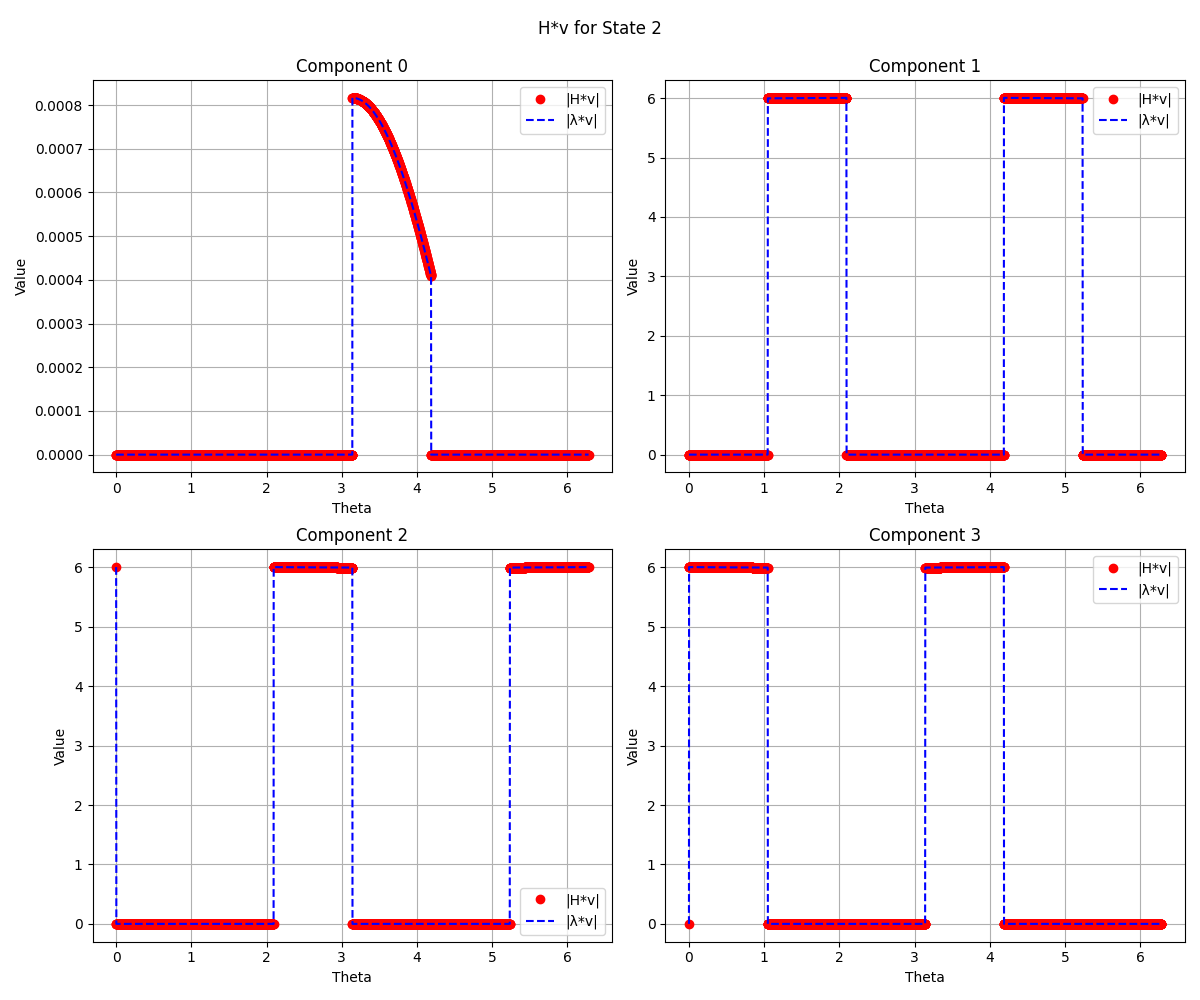 H*v for State 2
Component 0
0.0008
0.0007
0.0006
0.0005
0.0004
0.0003
0.0002
0.0001
0.0000
Value
0 1 2 3 4 5 6
Theta
|H*v|
|λ*v|
Component 1
6
5
4
3
2
1
0
Value
0 1 2 3 4 5 6
Theta
|H*v|
|λ*v|
Component 2
6
5
4
3
2
1
0
Value
0 1 2 3 4 5 6
Theta
|H*v|
|λ*v|
Component 3
6
5
4
3
2
1
0
Value
0 1 2 3 4 5 6
Theta
|H*v|
|λ*v|